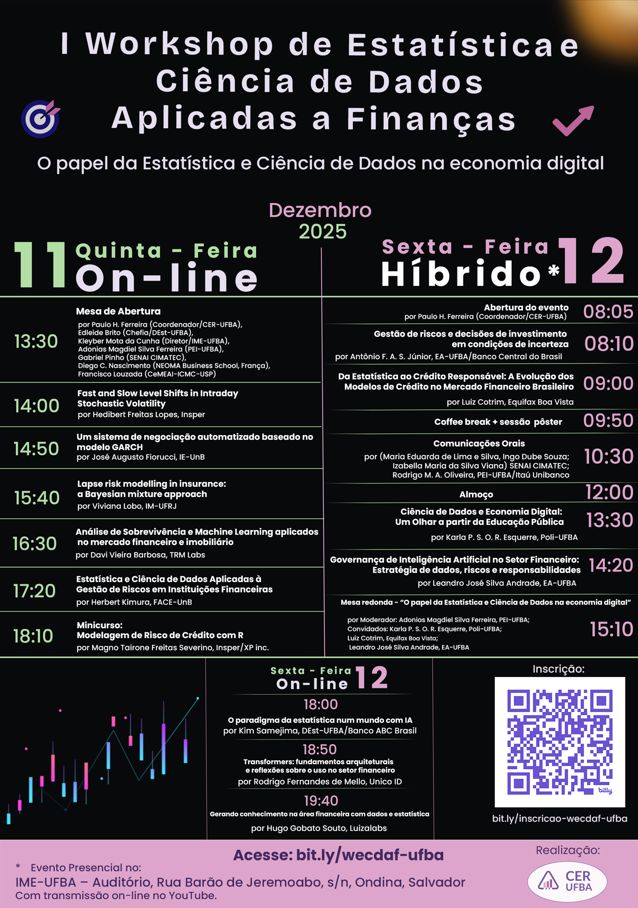 I Workshop de Estatística e
Ciência de Dados
Aplicadas a Finanças
O papel da Estatística e Ciência de Dados na economia digital
Dezembro
2025
11 Quinta - Feira
On-line
13:30
Mesa de Abertura
por Paulo H. Ferreira (Coordenador/CER-UFBA),
Edleide Brito (Chefia/DEst-UFBA),
Kleyber Mota da Cunha (Diretor/IME-UFBA),
Adonias Magdiel Silva Ferreira (PEI-UFBA),
Gabriel Pinho (SENAI CIMATEC),
Diego C. Nascimento (NEOMA Business School, França),
Francisco Louzada (CeMEAI-ICMC-USP)
14:00
Fast and Slow Level Shifts in Intraday
Stochastic Volatility
por Hedibert Freitas Lopes, Insper
14:50
Um sistema de negociação automatizado baseado no
modelo GARCH
por José Augusto Fiorucci, IE-UnB
15:40
Lapse risk modelling in insurance:
a Bayesian mixture approach
por Viviana Lobo, IM-UFRJ
16:30
Análise de Sobrevivência e Machine Learning aplicados
no mercado financeiro e imobiliário
por Davi Vieira Barbosa, TRM Labs
17:20
Estatística e Ciência de Dados Aplicadas à
Gestão de Riscos em Instituições Financeiras
por Herbert Kimura, FACE-UnB
18:10
Minicurso:
Modelagem de Risco de Crédito com R
por Magno Tairone Freitas Severino, Insper/XP inc.
Sexta - Feira 12
Híbrido*
Abertura do evento
por Paulo H. Ferreira (Coordenador/CER-UFBA)
08:05
Gestão de riscos e decisões de investimento
em condições de incerteza
por Antônio F. A. S. Júnior, EA-UFBA/Banco Central do Brasil
08:10
Da Estatística ao Crédito Responsável: A Evolução dos
Modelos de Crédito no Mercado Financeiro Brasileiro
por Luiz Cotrim, Equifax Boa Vista
09:00
Coffee break + sessão pôster
09:50
Comunicações Orais
por (Maria Eduarda de Lima e Silva, Ingo Dube Souza;
Izabella Maria da Silva Viana) SENAI CIMATEC;
Rodrigo M. A. Oliveira, PEI-UFBA/Itaú Unibanco
10:30
Almoço
12:00
Ciência de Dados e Economia Digital:
Um Olhar a partir da Educação Pública
por Karla P. S. O. R. Esquerre, Poli-UFBA
13:30
Governança de Inteligência Artificial no Setor Financeiro:
Estratégia de dados, riscos e responsabilidades
por Leandro José Silva Andrade, EA-UFBA
14:20
Mesa redonda - "O papel da Estatística e Ciência de Dados na economia digital"
por Moderador: Adonias Magdiel Silva Ferreira, PEI-UFBA;
Convidados: Karla P. S. O. R. Esquerre, Poli-UFBA;
Luiz Cotrim, Equifax Boa Vista;
Leandro José Silva Andrade, EA-UFBA
15:10
Sexta - Feira 12
On-line
18:00
O paradigma da estatística num mundo com IA
por Kim Samejima, DEst-UFBA/Banco ABC Brasil
18:50
Transformers: fundamentos arquiteturais
e reflexões sobre o uso no setor financeiro
por Rodrigo Fernandes de Mello, Unico ID
19:40
Gerando conhecimento na área financeira com dados e estatística
por Hugo Gobato Souto, Luizalabs
Inscrição:
bitly
bit.ly/inscricao-wecdaf-ufba
Acesse: bit.ly/wecdaf-ufba
* Evento Presencial no:
IME-UFBA – Auditório, Rua Barão de Jeremoabo, s/n, Ondina, Salvador
Com transmissão on-line no YouTube.
Realização:
CER
UFBA